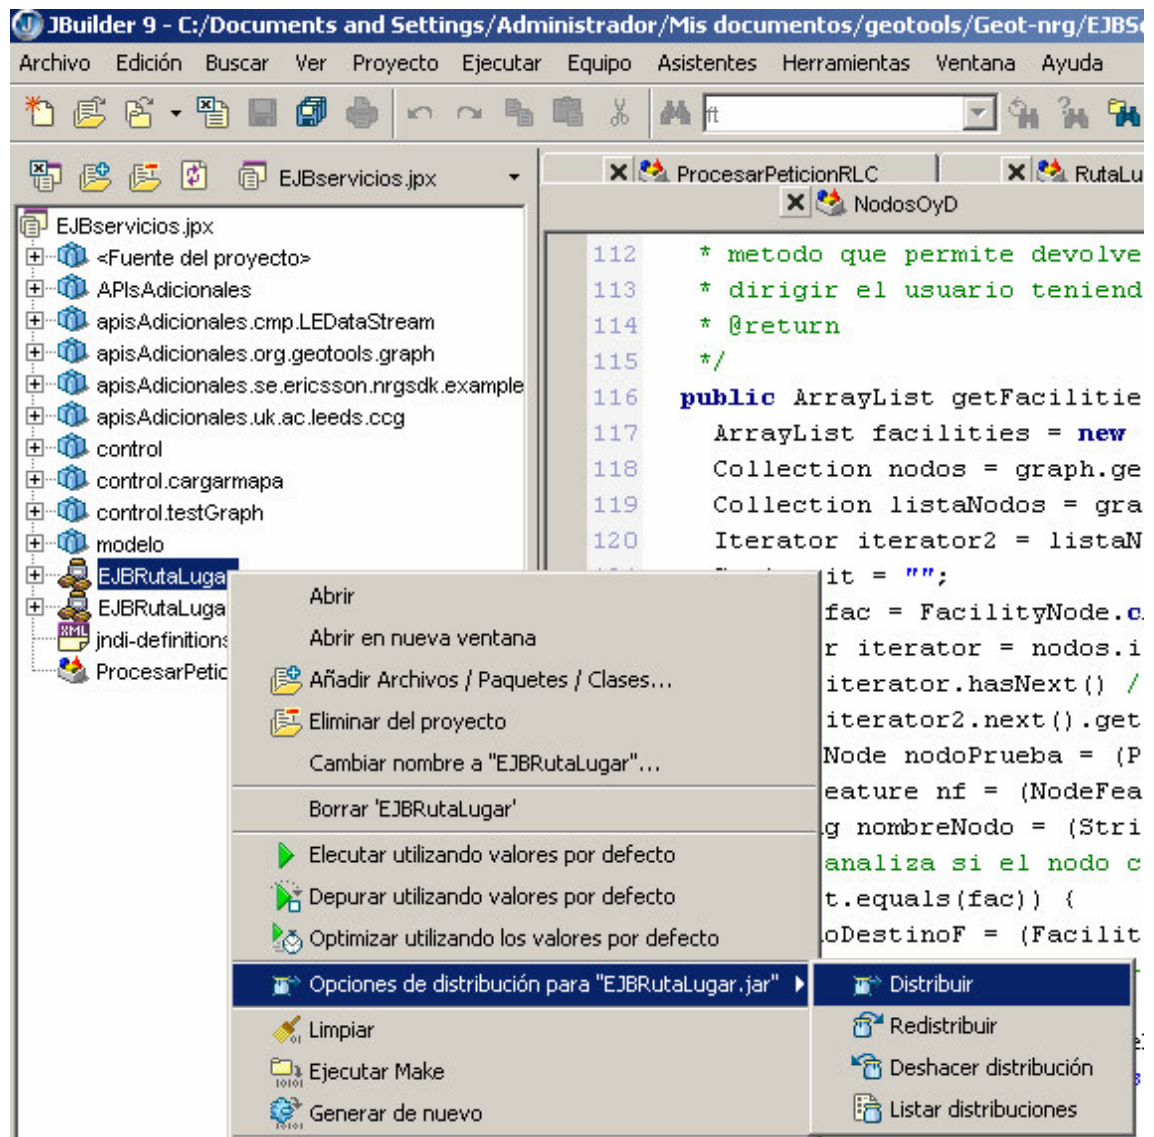 JBuilder 9 - C:/Documents and Settings/Administrador/Mis documentos/geotools/Geot-nrg/EJBSe
Archivo Edición Buscar Ver Proyecto Ejecutar Equipo Asistentes Herramientas Ventana Ayuda
ft
EJBservicios.jpx
ProcesarPeticionRLC
RutaLu
NodosOyD
EJBservicios.jpx
<Fuente del proyecto>
APIsAdicionales
apisAdicionales.cmp.LEDataStream
apisAdicionales.org.geotools.graph
apisAdicionales.se.ericsson.nrgsdk.example
apisAdicionales.uk.ac.leeds.ccg
control
control.cargarmapa
control.testGraph
modelo
EJBRutaLuga
EJBRutaLuga
XML jndi-definitions
ProcesarPetic
112 * metodo que permite devolve
113 * dirigir el usuario teniend
114 * @return
115 */
116 public ArrayList getFacilitie
117 ArrayList facilities = new
118 Collection nodos = graph.ge
119 Collection listaNodos = gra
120 Iterator iterator2 = listaN
it = "";
fac = FacilityNode.c
r iterator = nodos.i
iterator.hasNext() /
iterator2.next().get
Node nodoPrueba = (P
eature nf = (NodeFea
g nombreNodo = (Stri
analiza si el nodo c
t.equals(fac)) {
oDestinoF = (Facilit
Abrir
Abrir en nueva ventana
Añadir Archivos / Paquetes / Clases...
Eliminar del proyecto
Cambiar nombre a "EJBRutaLugar"...
Borrar 'EJBRutaLugar'
Elecutar utilizando valores por defecto
Depurar utilizando valores por defecto
Optimizar utilizando los valores por defecto
Opciones de distribución para "EJBRutaLugar.jar"
Limpiar
Ejecutar Make
Generar de nuevo
Distribuir
Redistribuir
Deshacer distribución
Listar distribuciones